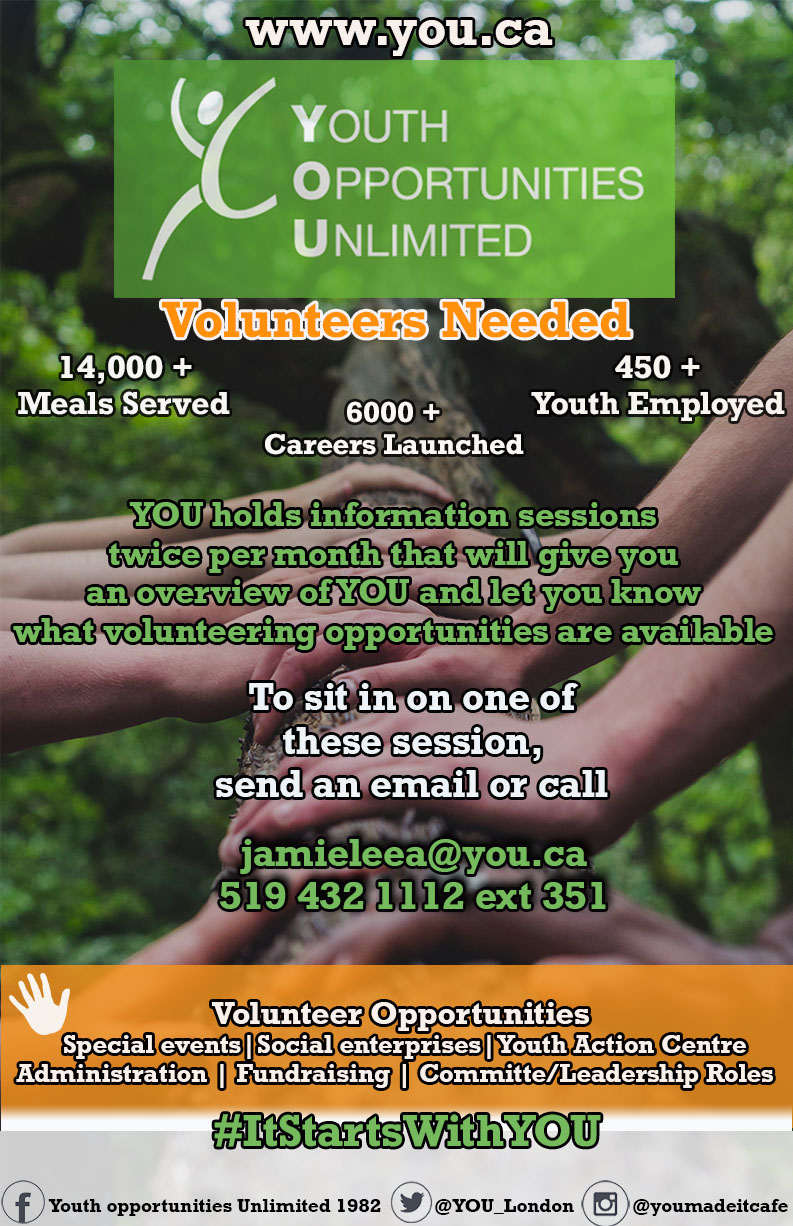 www.you.ca
YOUTH
OPPORTUNITIES
UNLIMITED
Volunteers Needed
14,000 +
Meals Served
6000 +
Careers Launched
450 +
Youth Employed
YOU holds information sessions
twice per month that will give you
an overview of YOU and let you know
what volunteering opportunities are available
To sit in on one of
these session,
send an email or call
jamieleea@you.ca
519 432 1112 ext 351
Volunteer Opportunities
Special events|Social enterprises|Youth Action Centre
Administration | Fundraising | Committe/Leadership Roles
#ItStartsWithYOU
f Youth opportunities Unlimited 1982 @YOU_London @youmadeitcafe